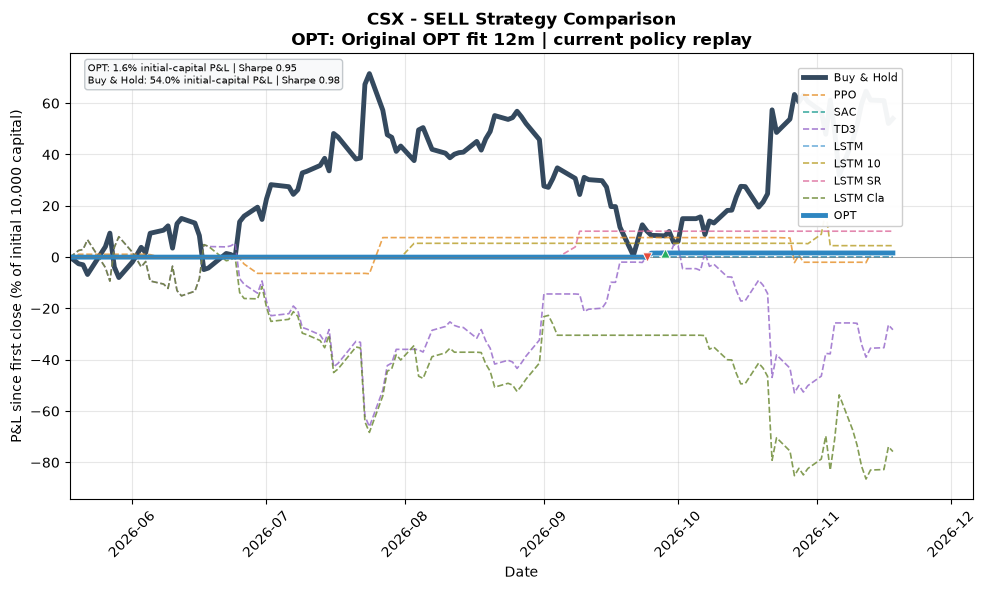 CSX - SELL Strategy Comparison
OPT: Original OPT fit 12m | current policy replay
OPT: 1.6% initial-capital P&L | Sharpe 0.95
Buy & Hold: 54.0% initial-capital P&L | Sharpe 0.98
Buy & Hold
PPO
SAC
TD3
LSTM
LSTM 10
LSTM SR
LSTM Cla
OPT
P&L since first close (% of initial 10,000 capital)
60
40
20
0
−20
−40
−60
−80
2026-06
2026-07
2026-08
2026-09
2026-10
2026-11
2026-12
Date